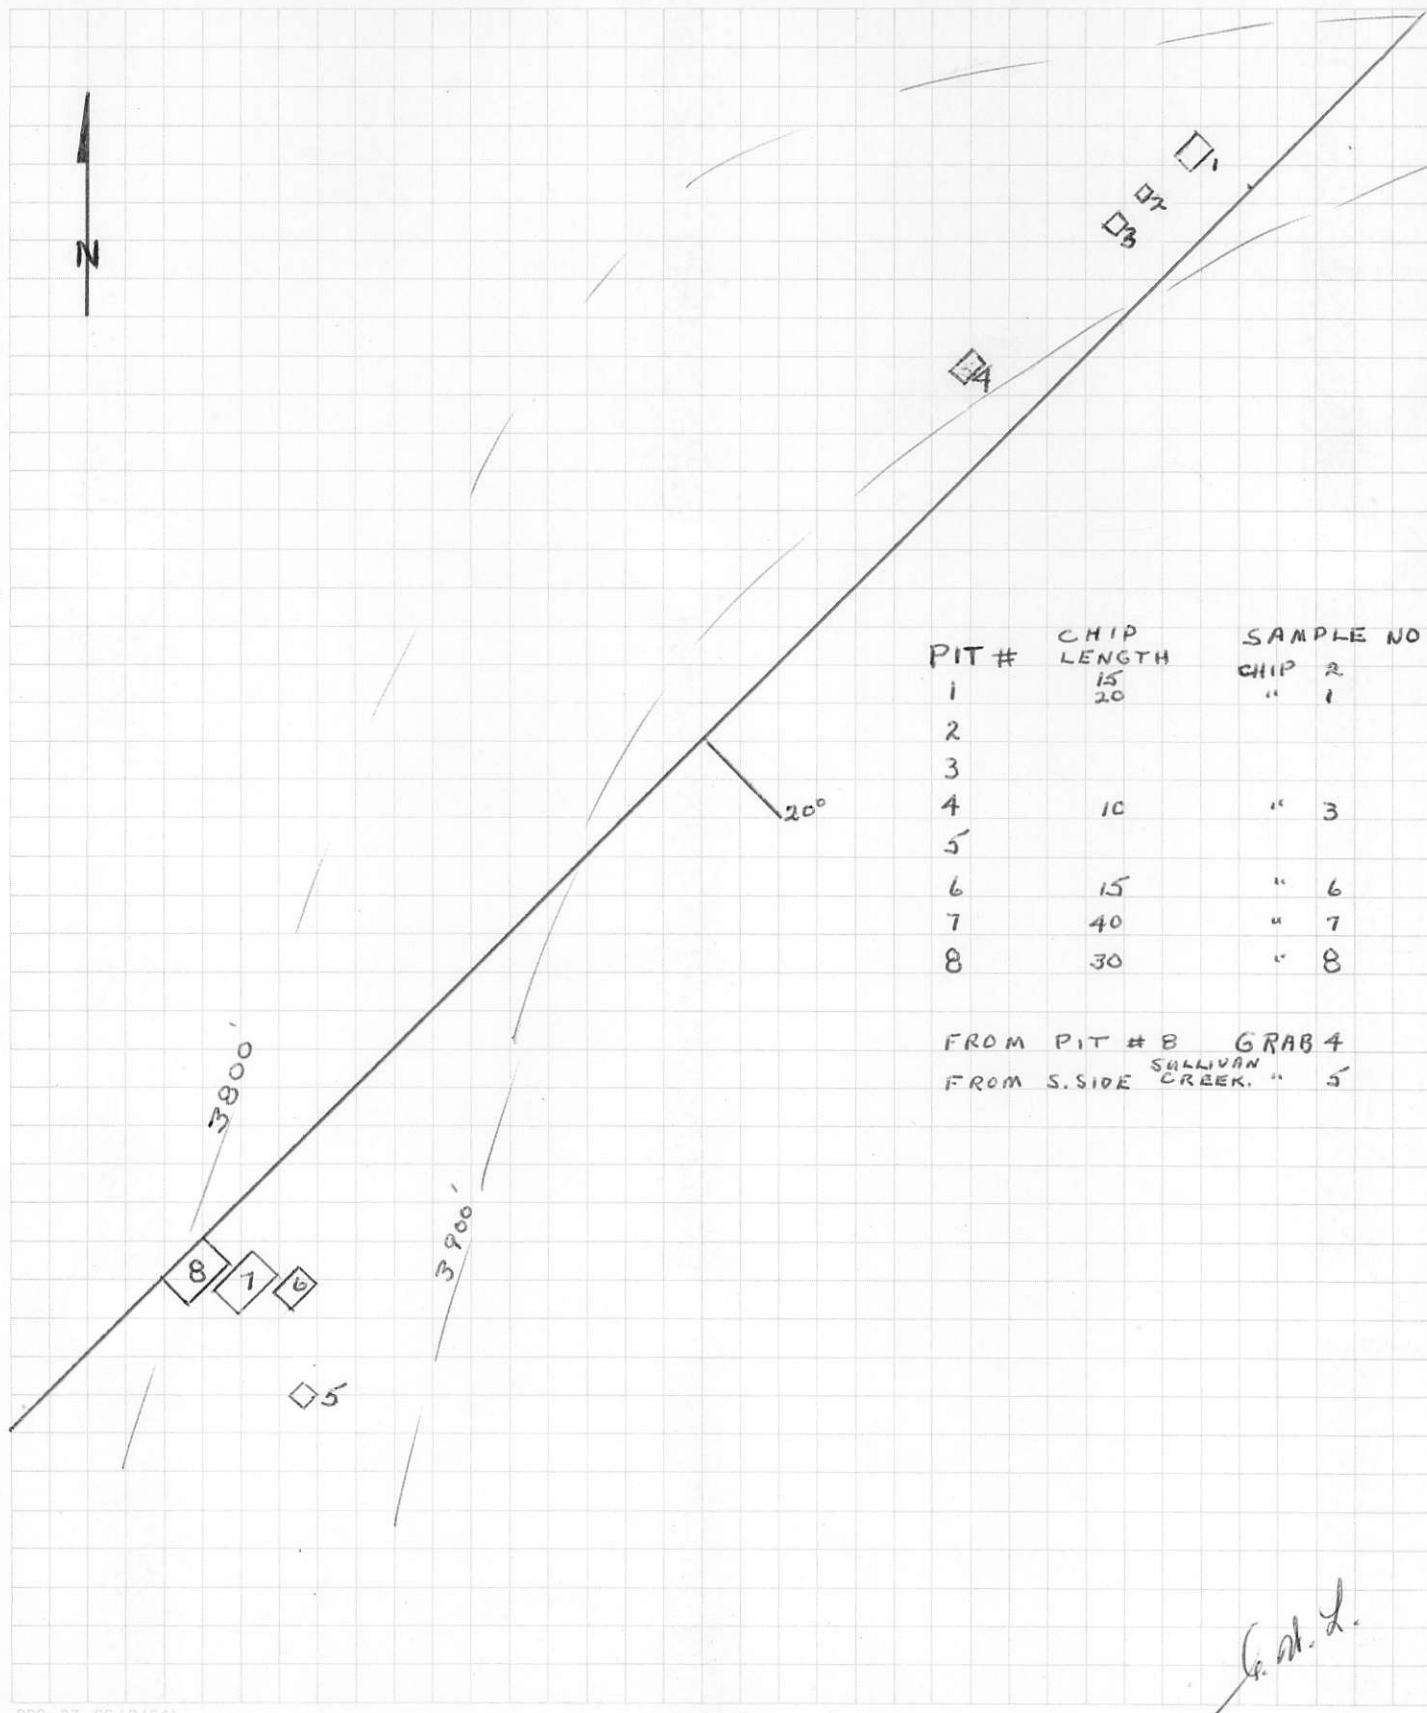 N
1
2
3
4
20°
PIT # CHIP LENGTH SAMPLE NO
1 15 CHIP 2
20 " 1
2
3
4 10 " 3
5
6 15 " 6
7 40 " 7
8 30 " 8
FROM PIT # 8 GRAB 4
FROM S. SIDE SULLIVAN CREEK. " 5
3800'
3900'
8
7
6
5